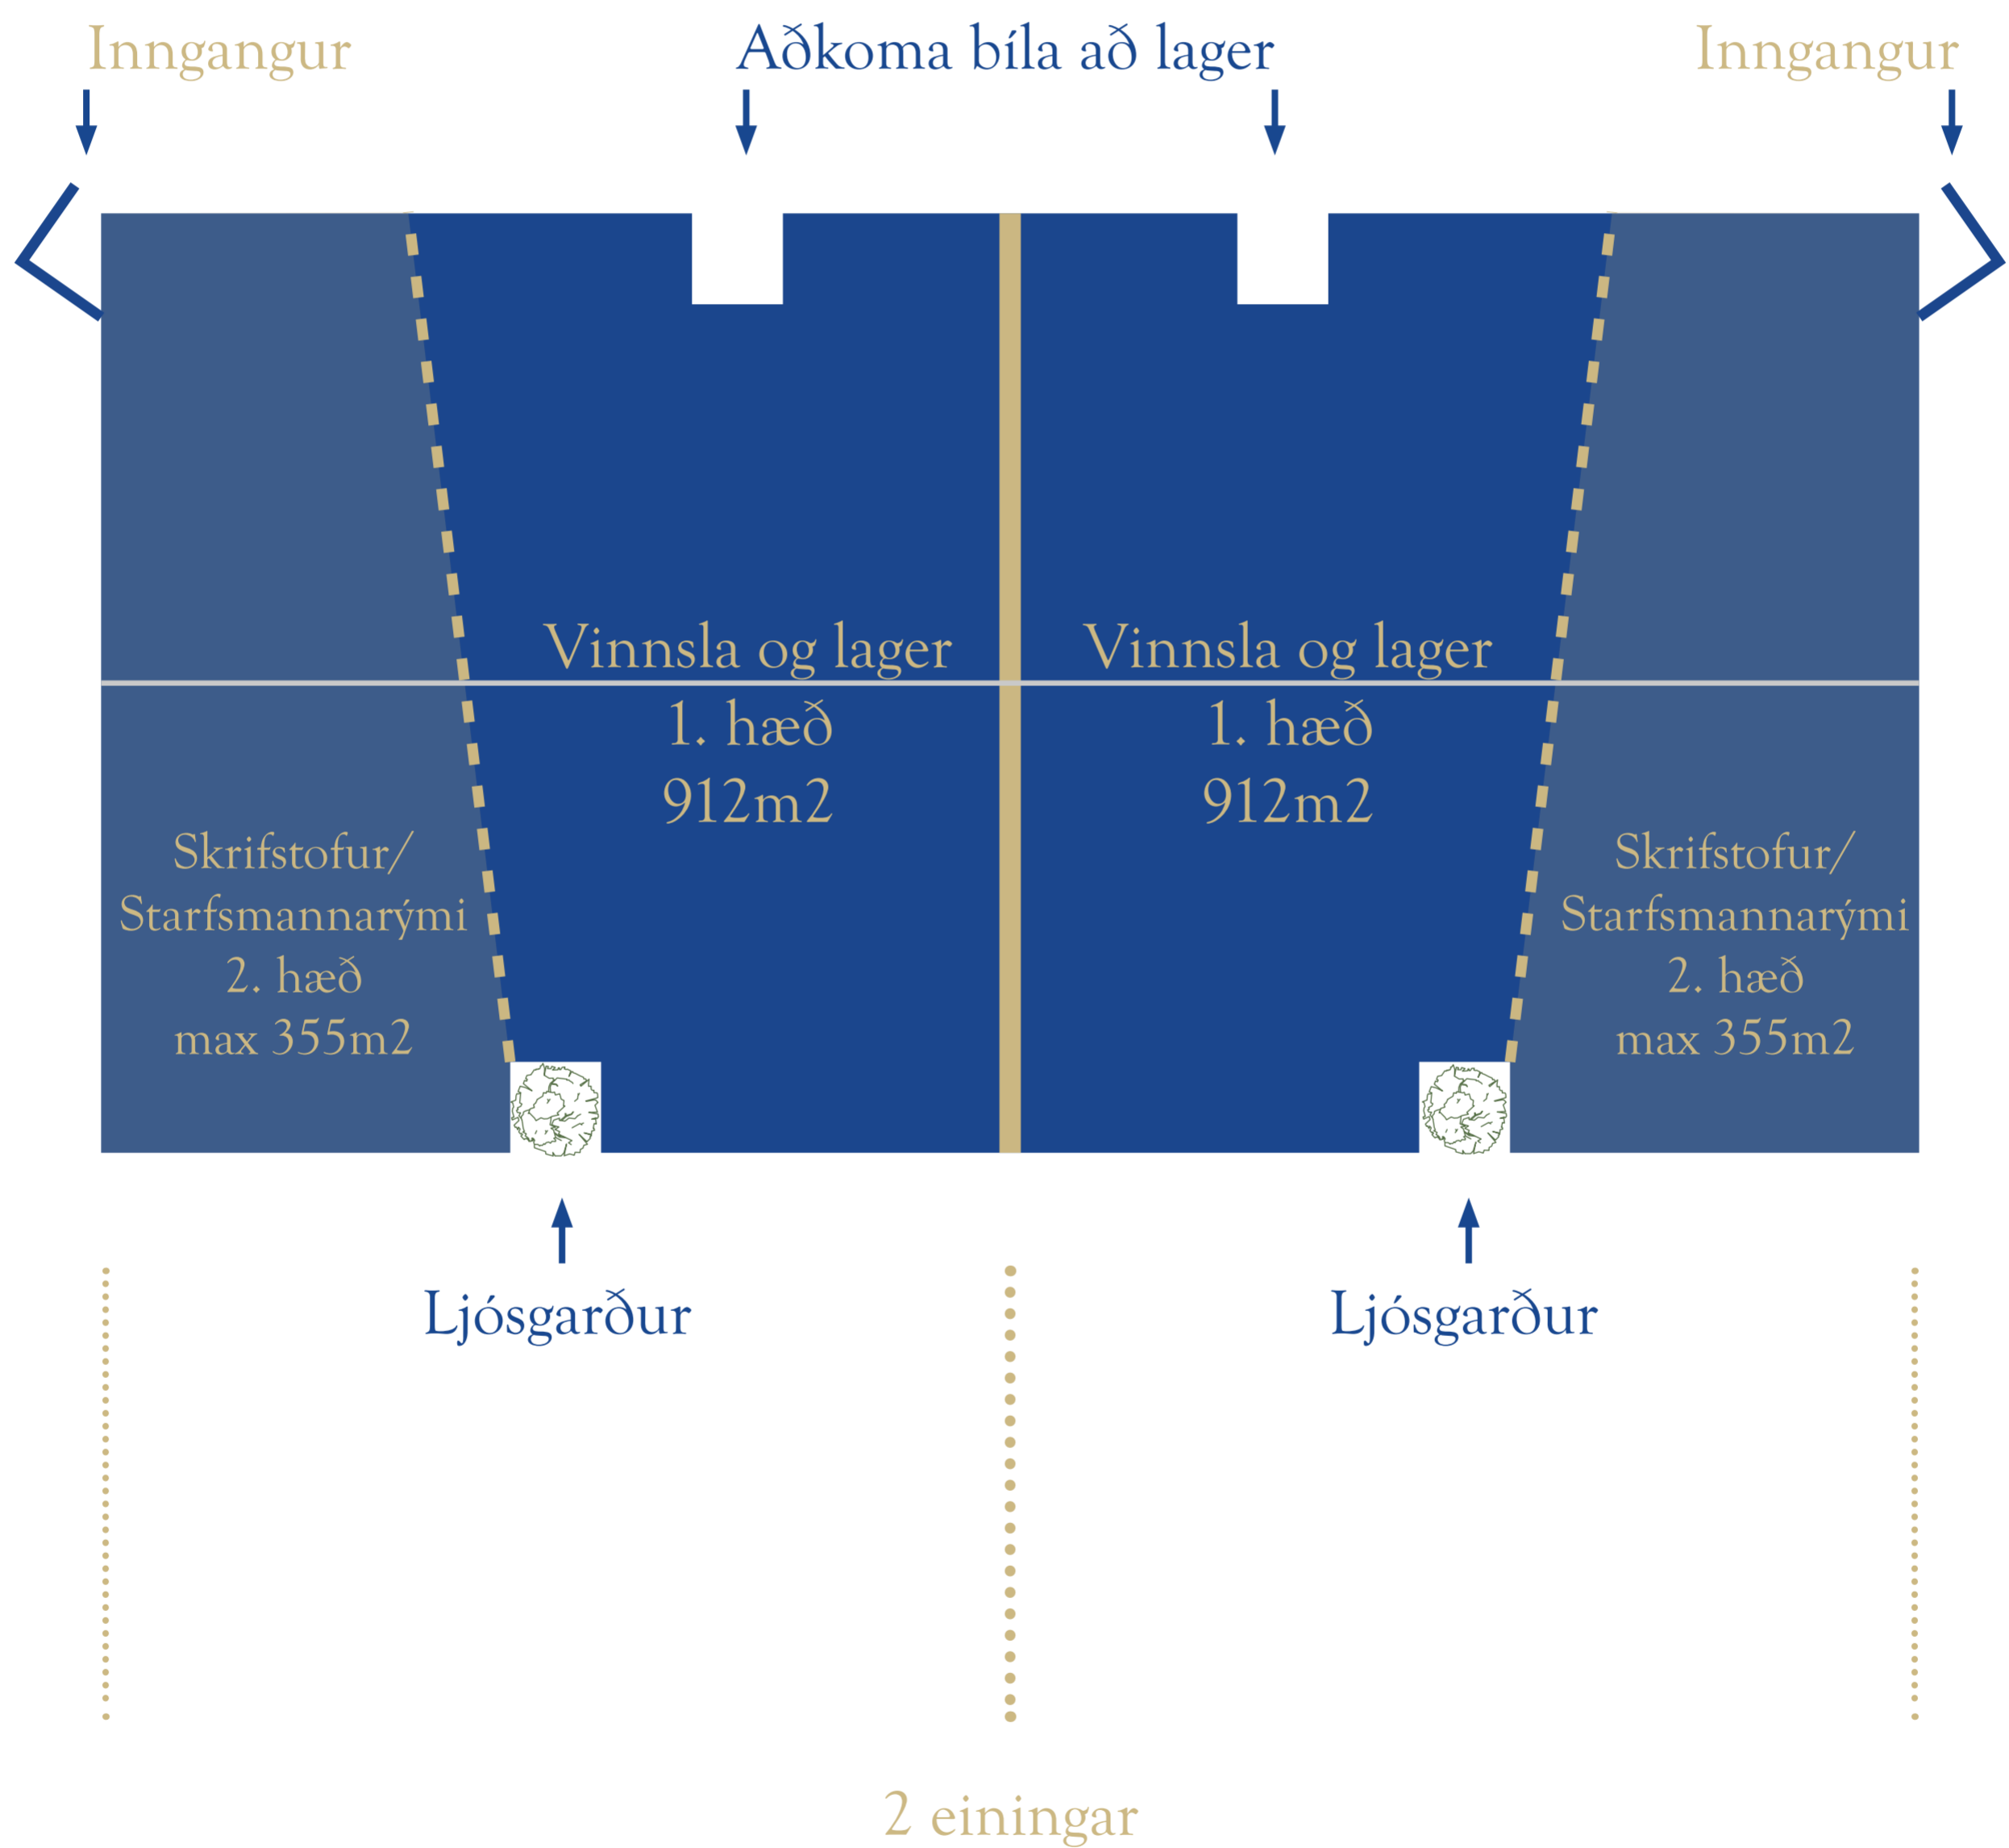 Inngangur
Aðkoma bíla að lager
Inngangur
Vinnsla og lager
1. hæð
912m2
Vinnsla og lager
1. hæð
912m2
Skrifstofur/
Starfsmannarými
2. hæð
max 355m2
Skrifstofur/
Starfsmannarými
2. hæð
max 355m2
Ljósgarður
Ljósgarður
2 einingar